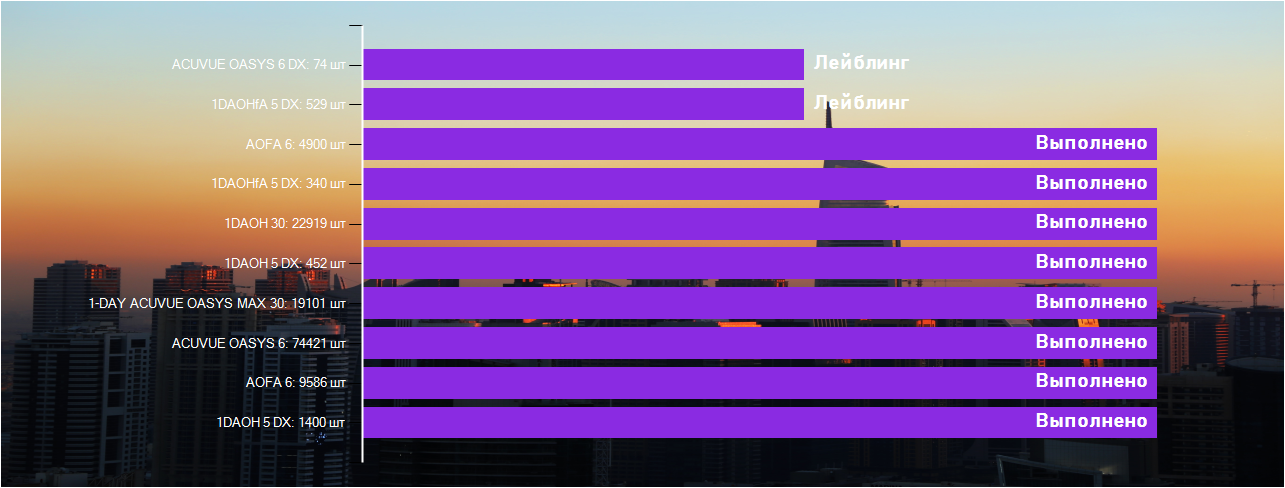 ACUVUE OASYS 6 DX: 74 шт Лейблинг
1DAOHfA 5 DX: 529 шт Лейблинг
AOFA 6: 4900 шт Выполнено
1DAOHfA 5 DX: 340 шт Выполнено
1DAOH 30: 22919 шт Выполнено
1DAOH 5 DX: 452 шт Выполнено
1-DAY ACUVUE OASYS MAX 30: 19101 шт Выполнено
ACUVUE OASYS 6: 74421 шт Выполнено
AOFA 6: 9586 шт Выполнено
1DAOH 5 DX: 1400 шт Выполнено